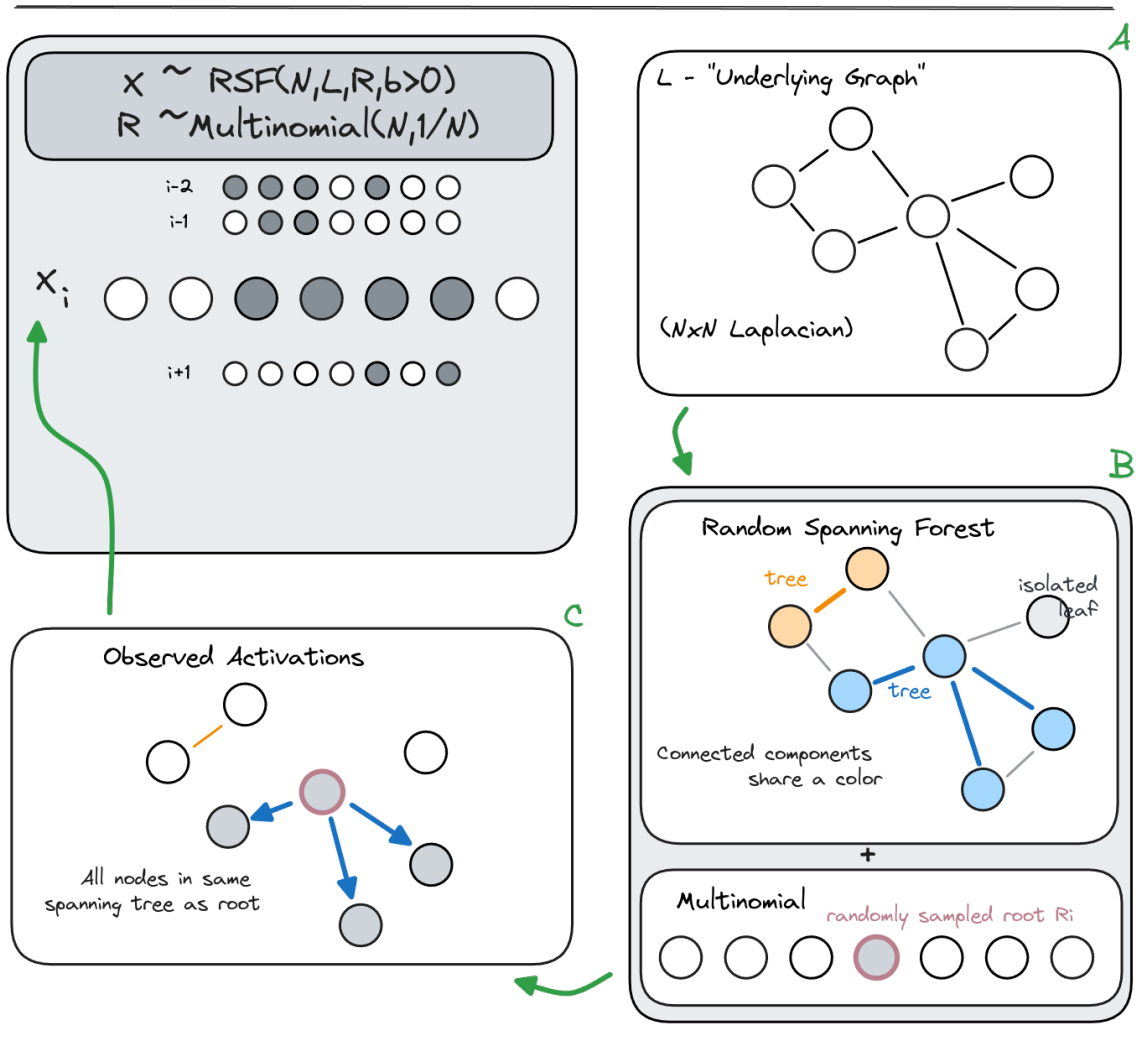 x ~ RSF(N,L,R,b>0)
R ~Multinomial(N,1/N)
i-2
i-1
xi
i+1
A
L - "Underlying Graph"
(NxN Laplacian)
B
Random Spanning Forest
tree
isolated
leaf
tree
Connected components
share a color
+
Multinomial
randomly sampled root Ri
C
Observed Activations
All nodes in same
spanning tree as root